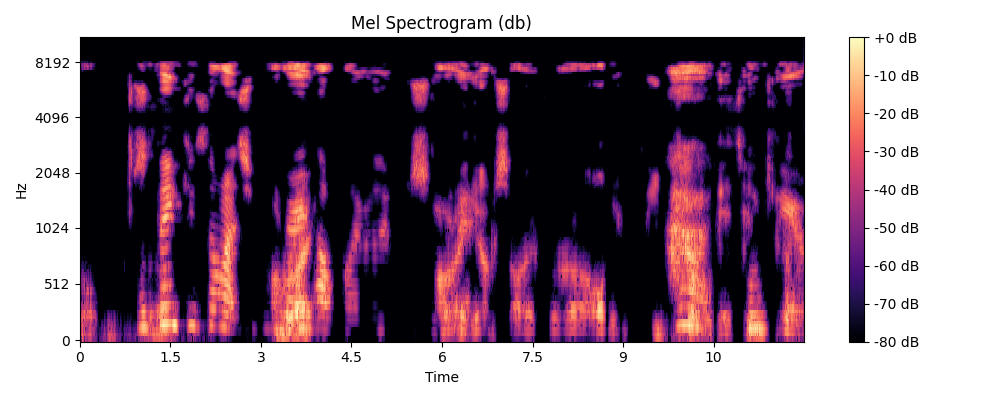 Mel Spectrogram (db)
8192
4096
2048
1024
512
0
Hz
0 1.5 3 4.5 6 7.5 9 10
Time
+0 dB
-10 dB
-20 dB
-30 dB
-40 dB
-50 dB
-60 dB
-70 dB
-80 dB